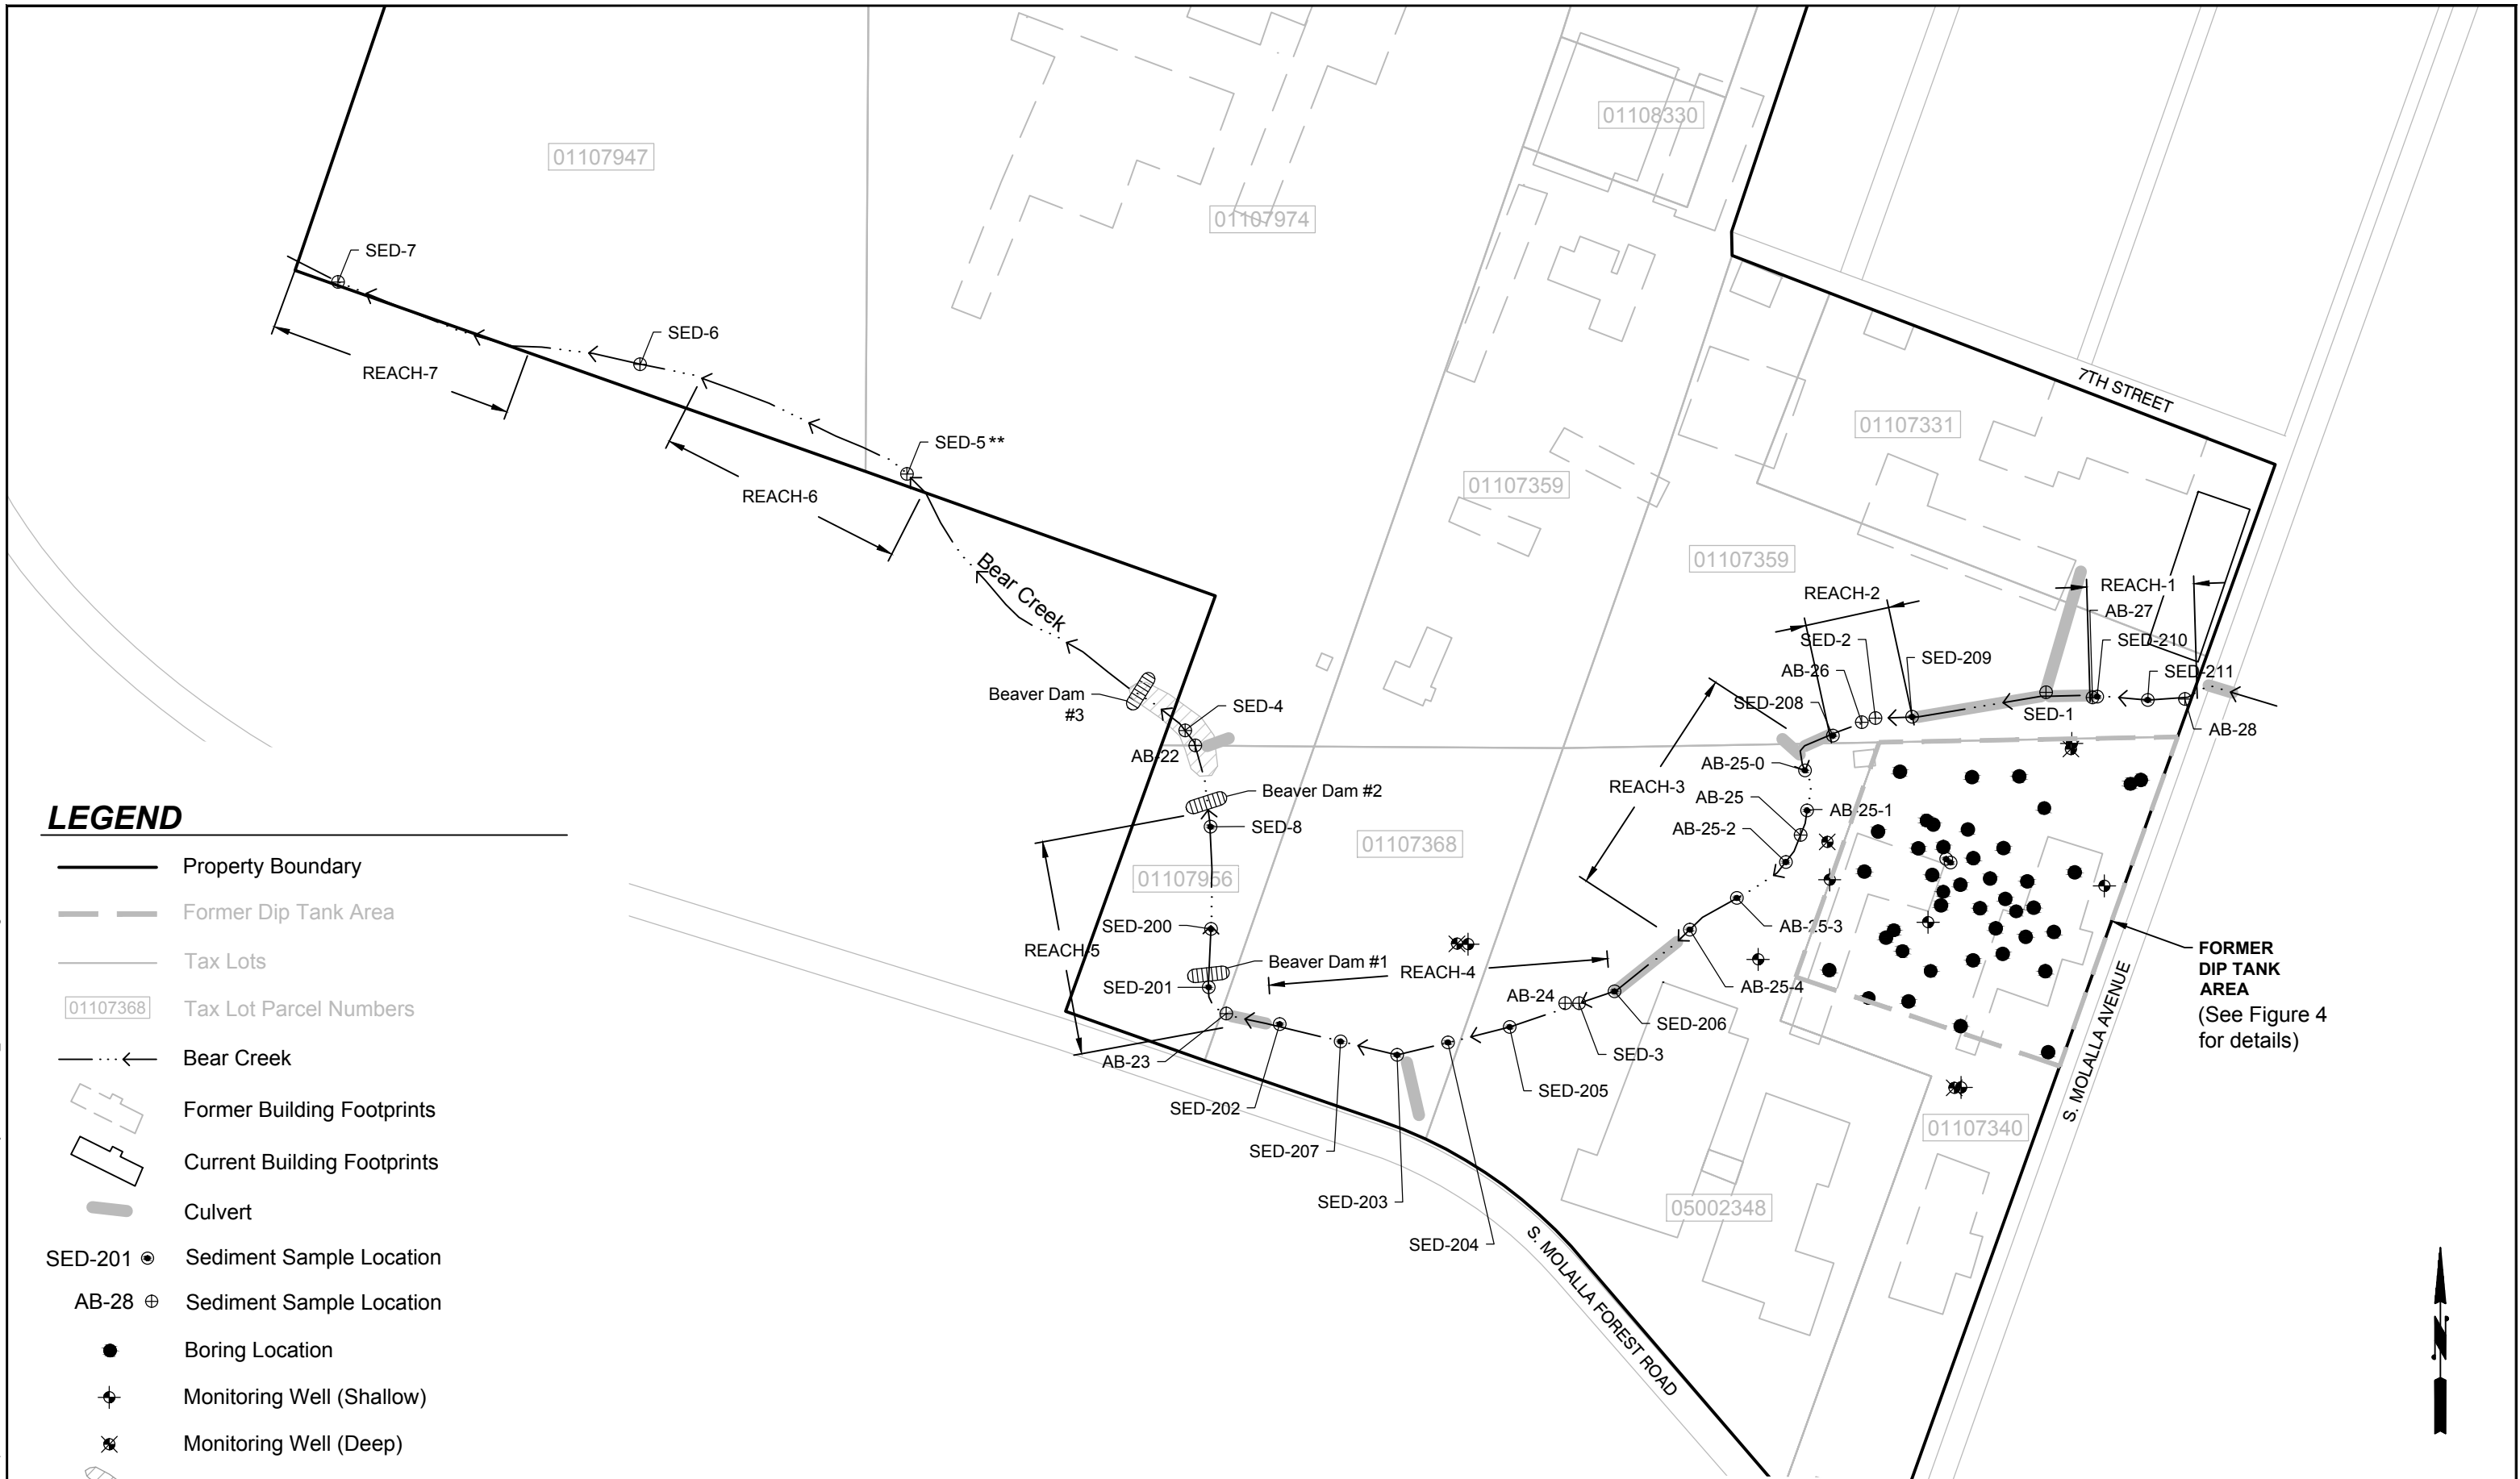 01108330
01107947
01107974
SED-7
SED-6
REACH-7
7TH STREET
01107331
SED-5 **
REACH-6
01107359
01107359
Bear Creek
REACH-1
REACH-2
AB-27
SED-2
SED-210
SED-209
AB-26
SED-211
Beaver Dam
#3
SED-4
SED-208
SED-1
AB-28
AB-22
AB-25-0
REACH-3
Beaver Dam #2
AB-25
AB-25-1
SED-8
AB-25-2
01107368
01107956
SED-200
AB-25-3
REACH-5
Beaver Dam #1
REACH-4
SED-201
AB-25-4
AB-24
SED-206
SED-3
AB-23
SED-205
SED-202
SED-207
SED-203
SED-204
FORMER
DIP TANK
AREA
(See Figure 4
for details)
S. MOLALLA AVENUE
01107340
05002348
S. MOLALLA FOREST ROAD
N
LEGEND
Property Boundary
Former Dip Tank Area
Tax Lots
01107368 Tax Lot Parcel Numbers
Bear Creek
Former Building Footprints
Current Building Footprints
Culvert
SED-201 Sediment Sample Location
AB-28 Sediment Sample Location
Boring Location
Monitoring Well (Shallow)
Monitoring Well (Deep)